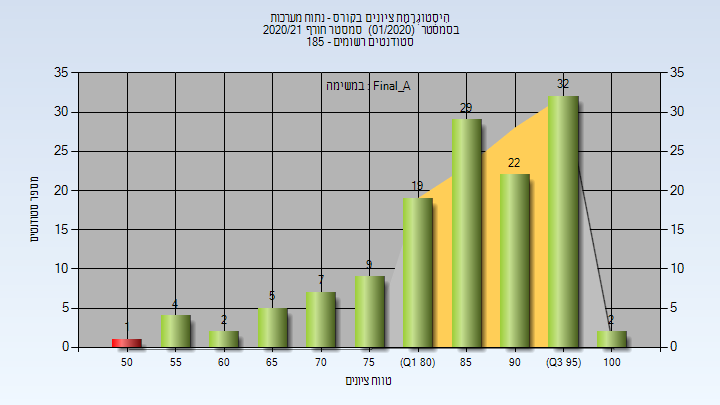 היסטוגרמת ציונים בקורס - נתוח מערכות
בסמסטר (01/2020) סמסטר חורף 2020/21
סטודנטים רשומים - 185
במשימה : Final_A
35 35
30 30
25 25
20 20
15 15
10 10
5 5
0 0
מספר סטודנטים
1 4 2 5 7 9 19 29 22 32 2
50 55 60 65 70 75 (Q1 80) 85 90 (Q3 95) 100
טווח ציונים